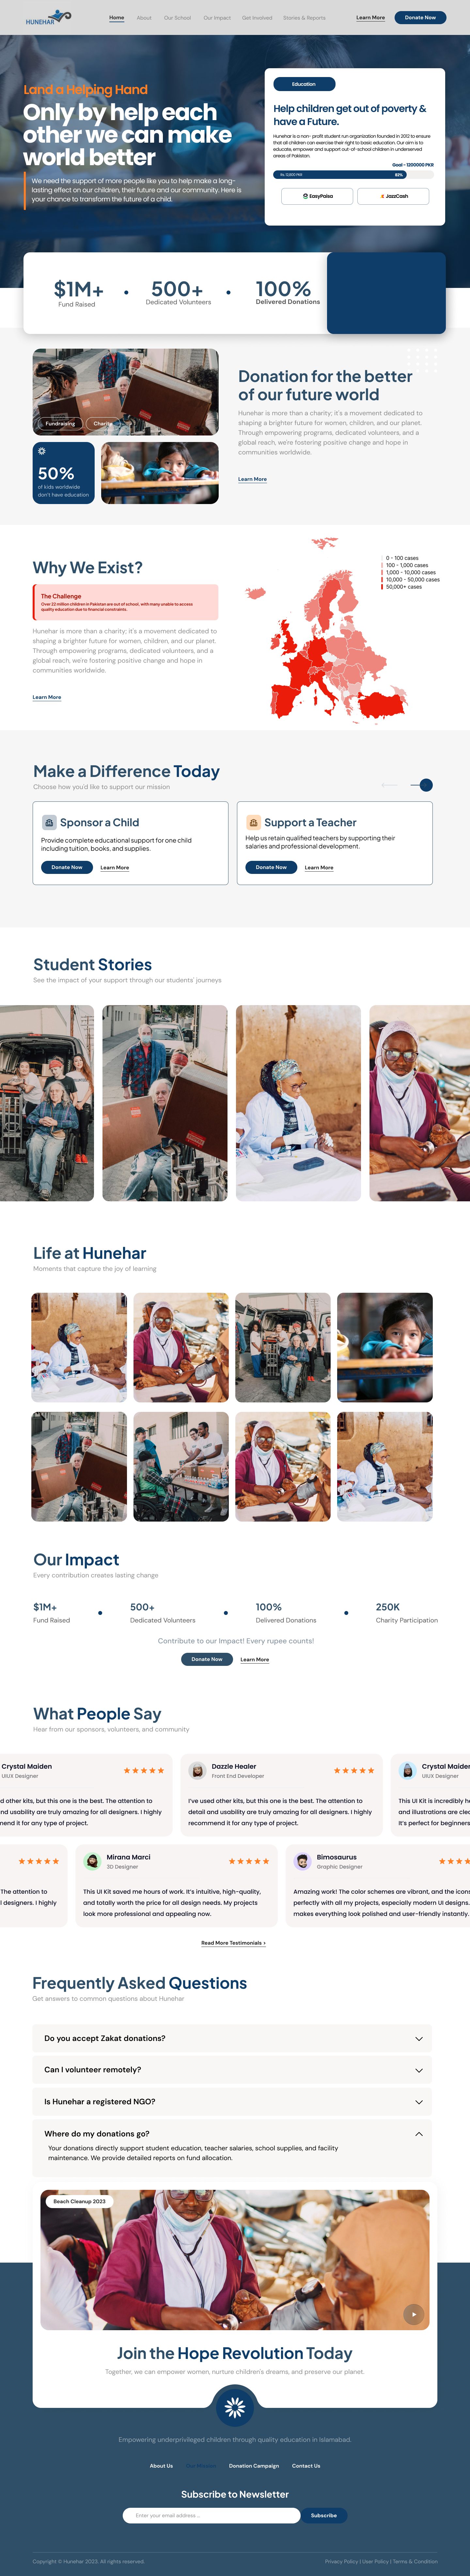 HUNEHAR
Home
About
Our School
Our Impact
Get Involved
Stories & Reports
Learn More
Donate Now
Land a Helping Hand
Only by help each
other we can make
world better
We need the support of more people like you to help make a long-
lasting effect on our children, their future and our community. Here is
your chance to transform the future of a child.
Education
Help children get out of poverty &
have a Future.
Hunehar is a non- profit student run organization founded in 2012 to ensure
that all children can exercise their right to basic education. Our aim is to
educate, empower and support out-of-school children in underserved
areas of Pakistan.
Goal - 1200000 PKR
82%
EasyPaisa
JazzCash
$1M+
Fund Raised
500+
Dedicated Volunteers
100%
Delivered Donations
Fundraising
50%
of kids worldwide
don't have education
Donation for the better
of our future world
Hunehar is more than a charity; it's a movement dedicated to
shaping a brighter future for women, children, and our planet.
Through empowering programs, dedicated volunteers, and a
global reach, we're fostering positive change and hope in
communities worldwide.
Learn More
Why We Exist?
The Challenge
Over 22 million children in Pakistan are out of school, with many unable to access
quality education due to financial constraints.
Hunehar is more than a charity; it's a movement dedicated to
shaping a brighter future for women, children, and our planet.
Through empowering programs, dedicated volunteers, and a
global reach, we're fostering positive change and hope in
communities worldwide.
Learn More
0 - 100 cases
100 - 1,000 cases
1,000 - 10,000 cases
10,000 - 50,000 cases
50,000+ cases
Make a Difference Today
Choose how you'd like to support our mission
Sponsor a Child
Provide complete educational support for one child
including tuition, books, and supplies.
Donate Now
Learn More
Support a Teacher
Help us retain qualified teachers by supporting their
salaries and professional development.
Donate Now
Learn More
Student Stories
See the impact of your support through our students' journeys
Life at Hunehar
Moments that capture the joy of learning
Our Impact
Every contribution creates lasting change
$1M+
Fund Raised
500+
Dedicated Volunteers
100%
Delivered Donations
250K
Charity Participation
Contribute to our Impact! Every rupee counts!
Donate Now
Learn More
What People Say
Hear from our sponsors, volunteers, and community
Crystal Maiden
UIUX Designer
d other kits, but this one is the best. The attention to
nd usability are truly amazing for all designers. I highly
mend it for any type of project.
Dazzle Healer
Front End Developer
I've used other kits, but this one is the best. The attention to
detail and usability are truly amazing for all designers. I highly
recommend it for any type of project.
Crystal Maiden
UIUX Designer
This UI Kit is incredibly he
and illustrations are clea
It's perfect for beginners
The attention to
l designers. I highly
Mirana Marci
3D Designer
This UI Kit saved me hours of work. It's intuitive, high-quality,
and totally worth the price for all design needs. My projects
look more professional and appealing now.
Bimosaurus
Graphic Designer
Amazing work! The color schemes are vibrant, and the icons
perfectly with all my projects, especially modern UI designs.
makes everything look polished and user-friendly instantly.
Read More Testimonials >
Frequently Asked Questions
Get answers to common questions about Hunehar
Do you accept Zakat donations?
Can I volunteer remotely?
Is Hunehar a registered NGO?
Where do my donations go?
Your donations directly support student education, teacher salaries, school supplies, and facility
maintenance. We provide detailed reports on fund allocation.
Beach Cleanup 2023
Join the Hope Revolution Today
Together, we can empower women, nurture children's dreams, and preserve our planet.
Empowering underprivileged children through quality education in Islamabad.
About Us
Donation Campaign
Contact Us
Subscribe to Newsletter
Enter your email address ...
Subscribe
Copyright © Hunehar 2023. All rights reserved.
Privacy Policy | User Policy | Terms & Condition